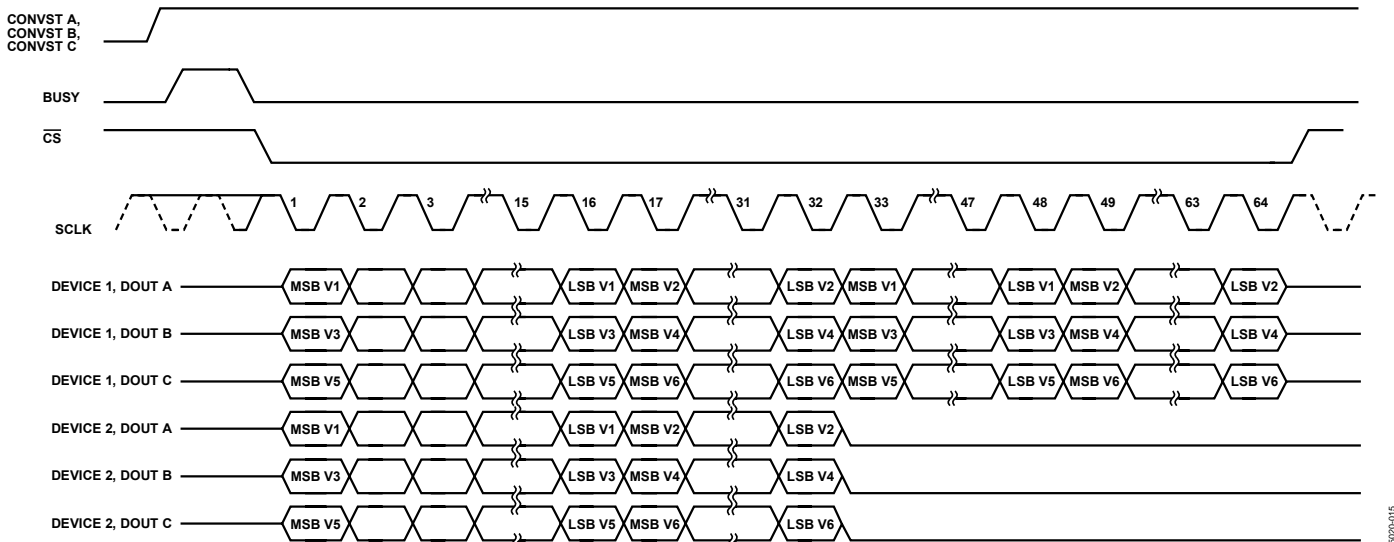 CONVST A,
CONVST B,
CONVST C
BUSY
CS
SCLK
1 2 3 15 16 17 31 32 33 47 48 49 63 64
DEVICE 1, DOUT A MSB V1 LSB V1 MSB V2 LSB V2 MSB V1 LSB V1 MSB V2 LSB V2
DEVICE 1, DOUT B MSB V3 LSB V3 MSB V4 LSB V4 MSB V3 LSB V3 MSB V4 LSB V4
DEVICE 1, DOUT C MSB V5 LSB V5 MSB V6 LSB V6 MSB V5 LSB V5 MSB V6 LSB V6
DEVICE 2, DOUT A MSB V1 LSB V1 MSB V2 LSB V2
DEVICE 2, DOUT B MSB V3 LSB V3 MSB V4 LSB V4
DEVICE 2, DOUT C MSB V5 LSB V5 MSB V6 LSB V6